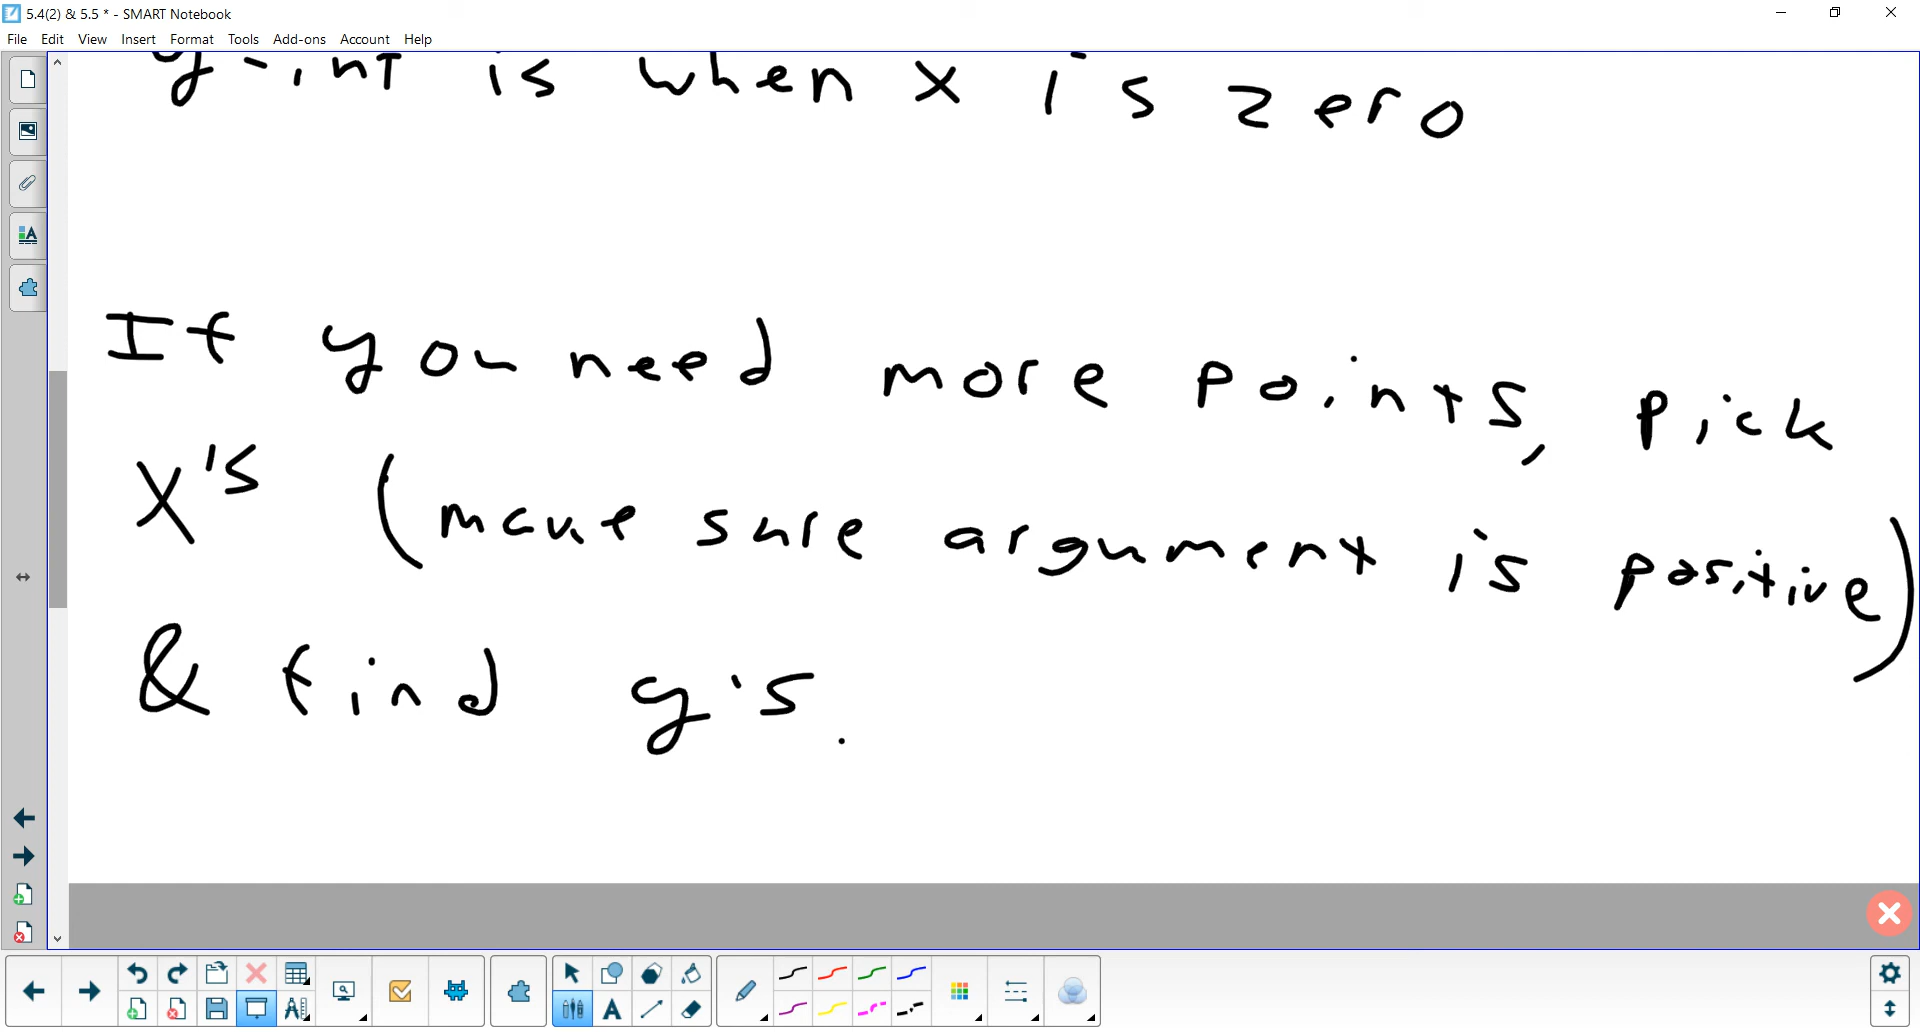 5.4(2) & 5.5 * - SMART Notebook
File Edit View Insert Format Tools Add-ons Account Help
y-int is when x is zero
If you need more points, pick
x's (make sure argument is positive)
& find y's.